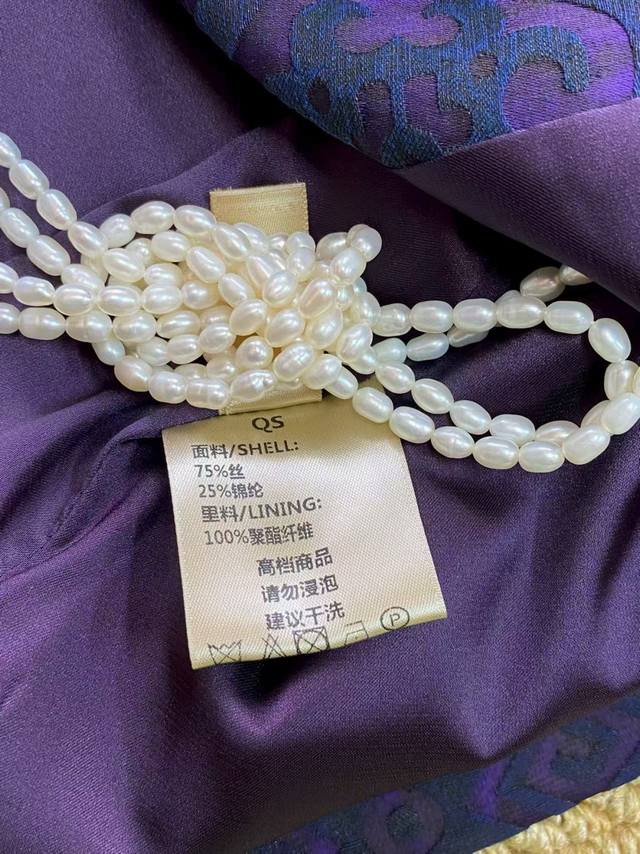 QS
面料/SHELL:
75%丝
25%锦纶
里料/LINING:
100%聚酯纤维
高档商品
请勿浸泡
建议干洗
P